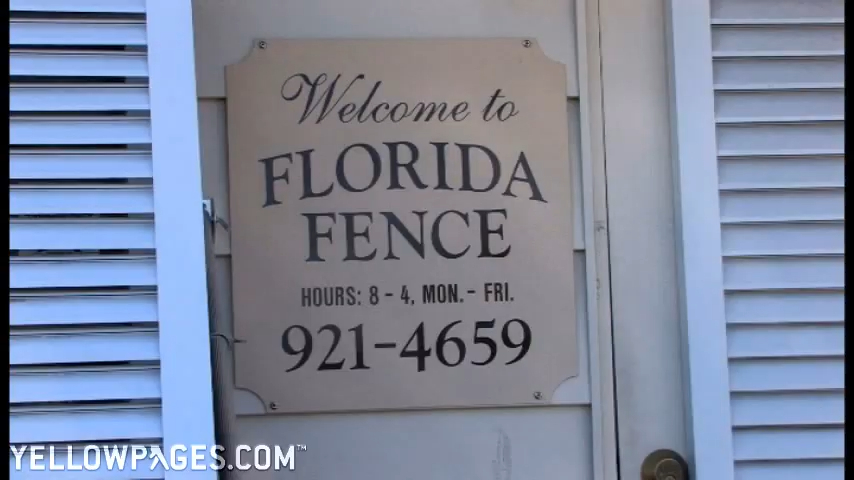 Welcome to
FLORIDA
FENCE
HOURS: 8 - 4, MON. - FRI.
921-4659
YELLOWPAGES.COM™